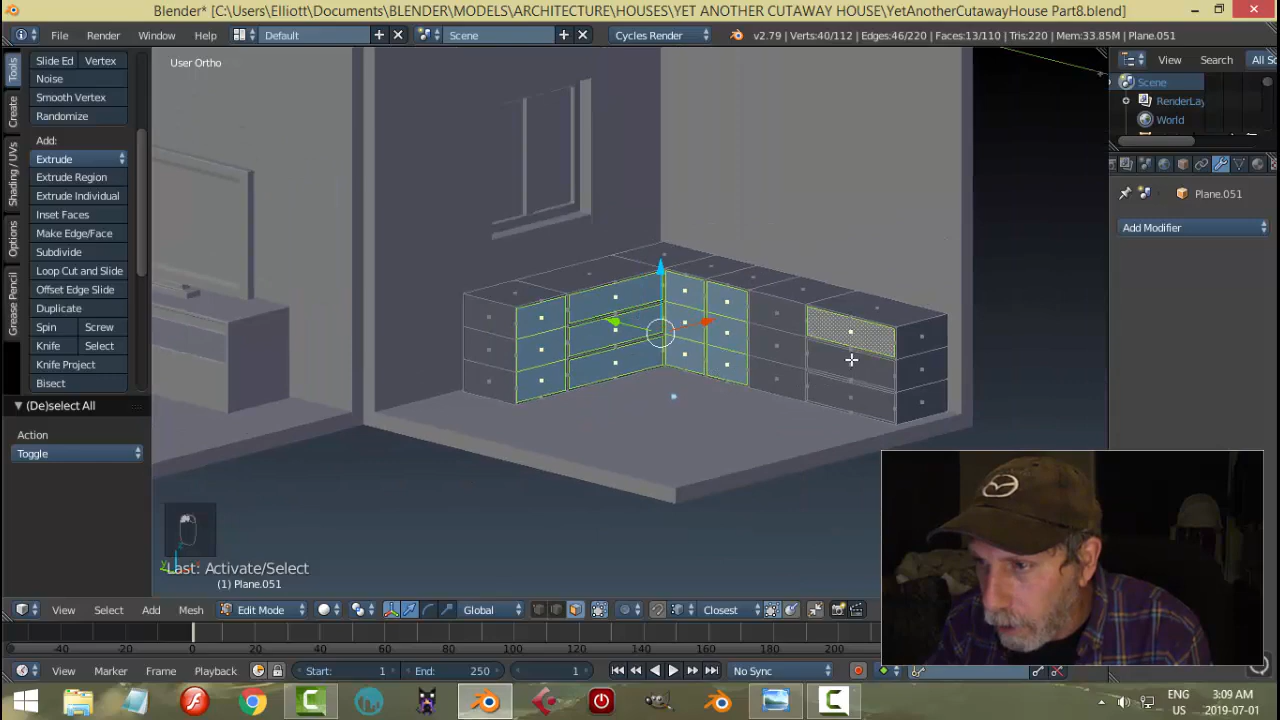 Blender* [C:\Users\Elliott\Documents\BLENDER\MODELS\ARCHITECTURE\HOUSES\YET ANOTHER CUTAWAY HOUSE\YetAnotherCutawayHouse Part8.blend]
File Render Window Help Default Scene Cycles Render v2.79 | Verts:40/112 | Edges:46/220 | Faces:13/110 | Tris:220 | Mem:33.85M | Plane.051
Slide Ed Vertex
Noise
Smooth Vertex
Randomize
Add:
Extrude
Extrude Region
Extrude Individual
Inset Faces
Make Edge/Face
Subdivide
Loop Cut and Slide
Offset Edge Slide
Duplicate
Spin Screw
Knife Select
Knife Project
Bisect
Tools
Create
Shading / UVs
Options
Grease Pencil
(De)select All
Action
Toggle
User Ortho
Last: Activate/Select
(1) Plane.051
View Search All Sc
Scene
RenderLay
World
Plane.051
Add Modifier
View Select Add Mesh Edit Mode Global Closest
-40 -20 0 20 40 60 80 100 120 140 160 180 200
View Marker Frame Playback Start: 1 End: 250 1 No Sync
ENG
US
3:09 AM
2019-07-01